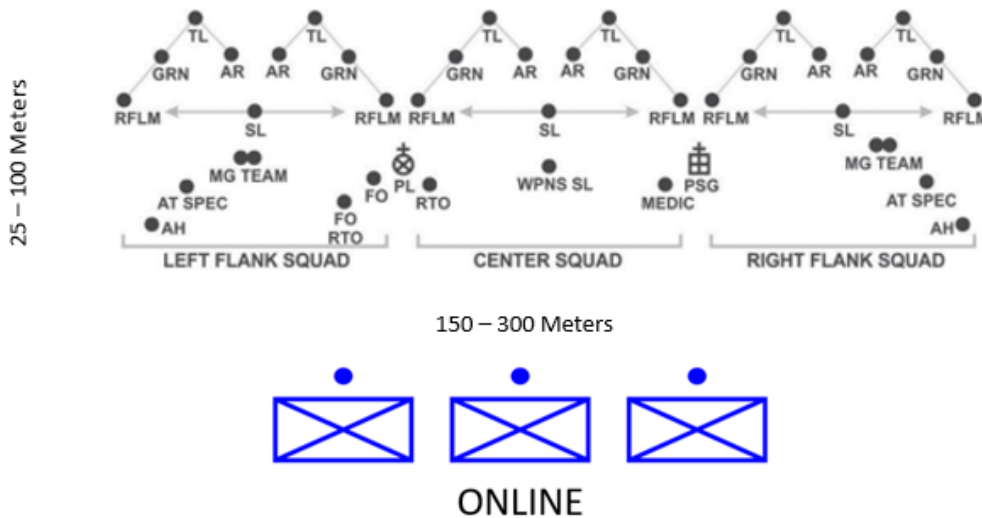 TL TL TL TL TL TL
GRN AR AR GRN GRN AR AR GRN GRN AR AR GRN
RFLM SL RFLM RFLM SL RFLM RFLM SL RFLM
MG TEAM PL WPNS SL PSG MG TEAM
AT SPEC FO RTO MEDIC AT SPEC
AH FO AH
RTO
LEFT FLANK SQUAD CENTER SQUAD RIGHT FLANK SQUAD
25 – 100 Meters
150 – 300 Meters
ONLINE